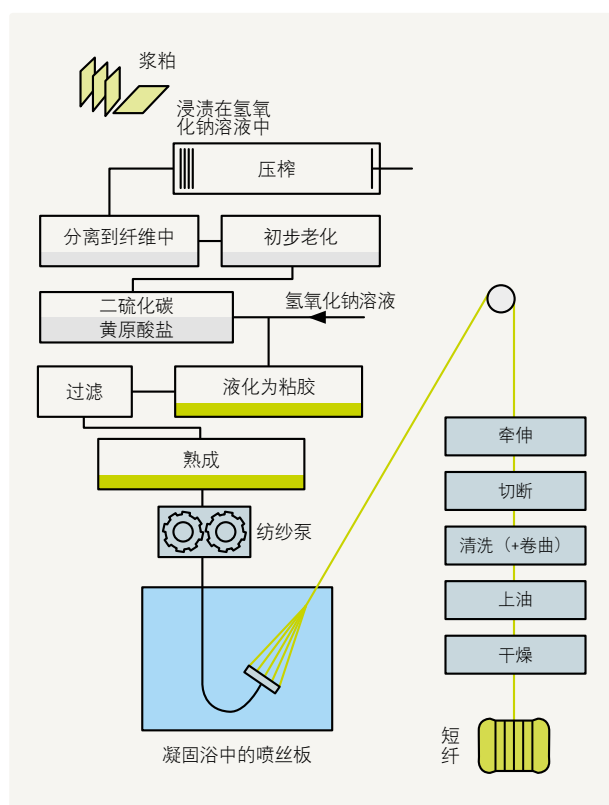 浆粕
浸渍在氢氧
化钠溶液中
压榨
分离到纤维中
初步老化
二硫化碳
黄原酸盐
氢氧化钠溶液
过滤
液化为粘胶
熟成
纺纱泵
凝固浴中的喷丝板
牵伸
切断
清洗（+卷曲）
上油
干燥
短
纤